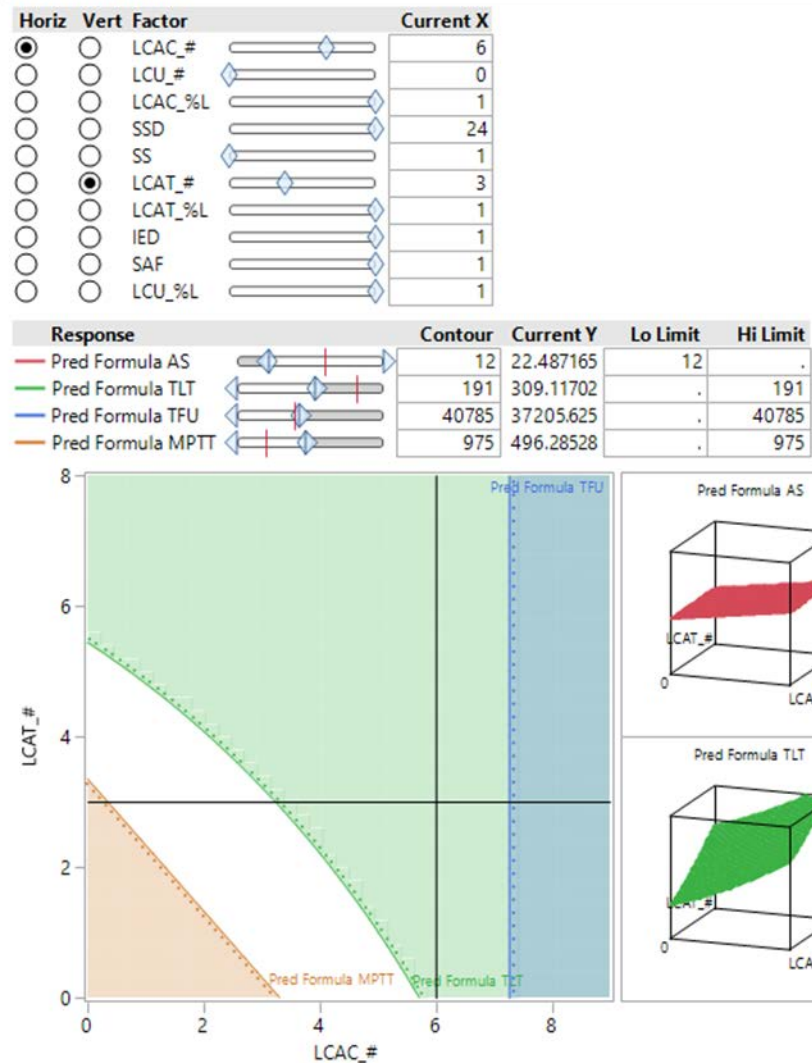 Horiz Vert Factor Current X
LCAC_# 6
LCU_# 0
LCAC_%L 1
SSD 24
SS 1
LCAT_# 3
LCAT_%L 1
IED 1
SAF 1
LCU_%L 1
Response Contour Current Y Lo Limit Hi Limit
Pred Formula AS 12 22.487165 12 .
Pred Formula TLT 191 309.11702 . 191
Pred Formula TFU 40785 37205.625 . 40785
Pred Formula MPTT 975 496.28528 . 975
8
Pred Formula TFU
6
4
2
0
LCAT_#
Pred Formula MPTT
Pred Formula TLT
0 2 4 6 8
LCAC_#
Pred Formula AS
LCAT_#
0
LCA
Pred Formula TLT
LCAT_#
0
LCA